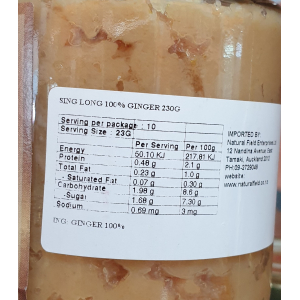 SING LONG 100% GINGER 230G
Serving per package : 10
Serving Size : 23G
Per Serving Per 100g
Energy 50.10 KJ 217.81 KJ
Protein 0.48 g 2.1 g
Total Fat 0.23 g 1.0 g
- Saturated Fat 0.07 g 0.30 g
Carbohydrate 1.98 g 8.6 g
-Sugar 1.68 g 7.30 g
Sodium 0.69 mg 3 mg
ING: GINGER 100%
IMPORTED BY:
Natural Field Enterprises
12 Nandina Avenue East
Tamaki, Auckland
PH:09-2729048
website:
www.naturalfield.co.nz